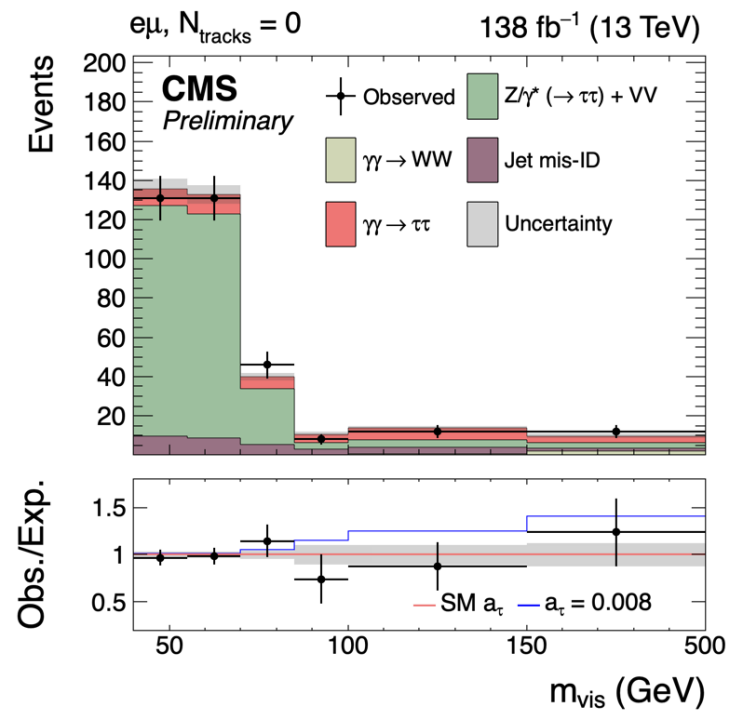 eμ, N_tracks = 0 138 fb⁻¹ (13 TeV)
Events
200
180
160
140
120
100
80
60
40
20
CMS
Preliminary
Observed
Z/γ* (→ ττ) + VV
γγ → WW
Jet mis-ID
γγ → ττ
Uncertainty
Obs./Exp.
1.5
1
0.5
SM a_τ
a_τ = 0.008
50 100 150 500
m_vis (GeV)